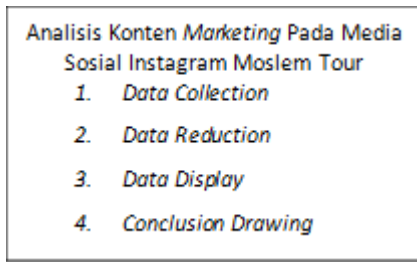 Analisis Konten Marketing Pada Media
Sosial Instagram Moslem Tour
1. Data Collection
2. Data Reduction
3. Data Display
4. Conclusion Drawing